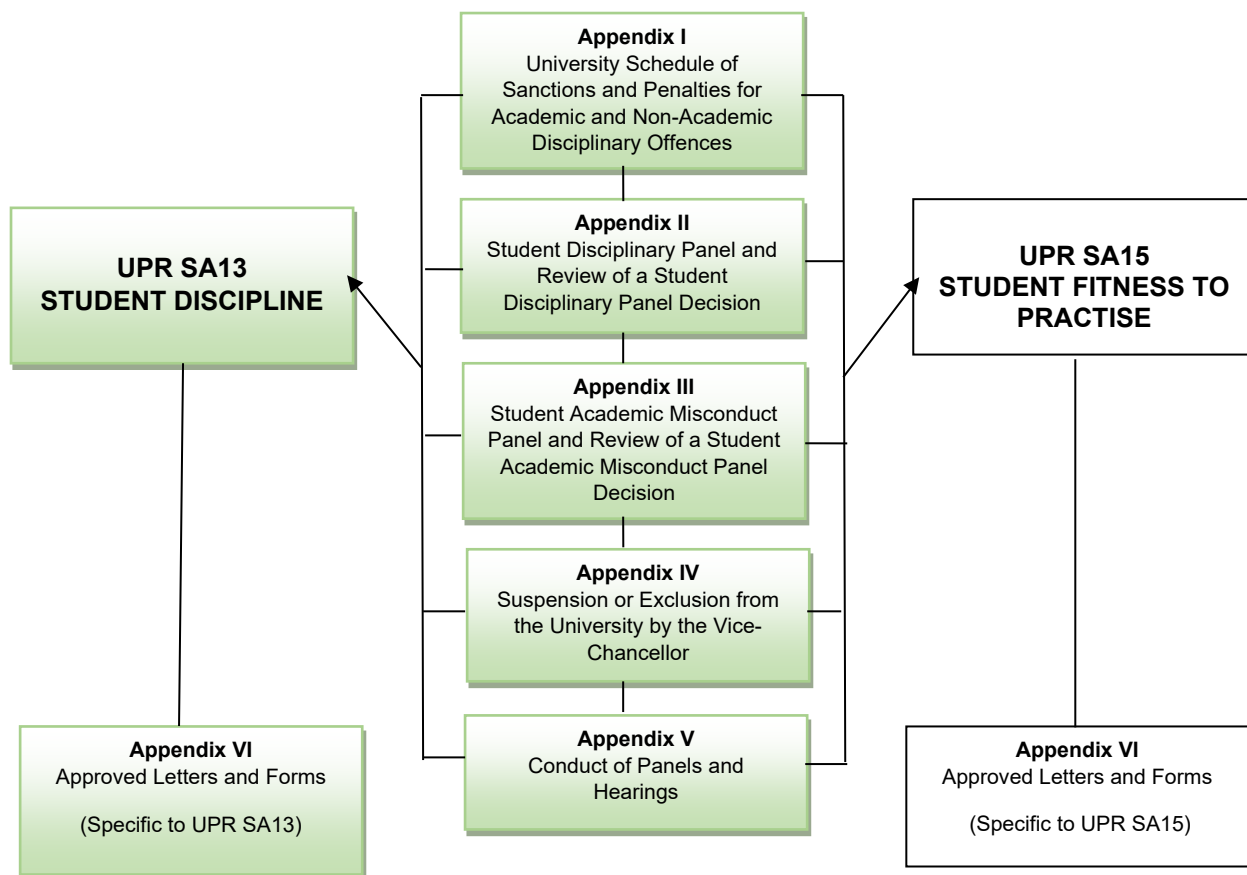 Appendix I
University Schedule of
Sanctions and Penalties for
Academic and Non-Academic
Disciplinary Offences
UPR SA13
STUDENT DISCIPLINE
Appendix II
Student Disciplinary Panel and
Review of a Student
Disciplinary Panel Decision
UPR SA15
STUDENT FITNESS TO
PRACTISE
Appendix III
Student Academic Misconduct
Panel and Review of a Student
Academic Misconduct Panel
Decision
Appendix IV
Suspension or Exclusion from
the University by the Vice-
Chancellor
Appendix VI
Approved Letters and Forms
(Specific to UPR SA13)
Appendix V
Conduct of Panels and
Hearings
Appendix VI
Approved Letters and Forms
(Specific to UPR SA15)